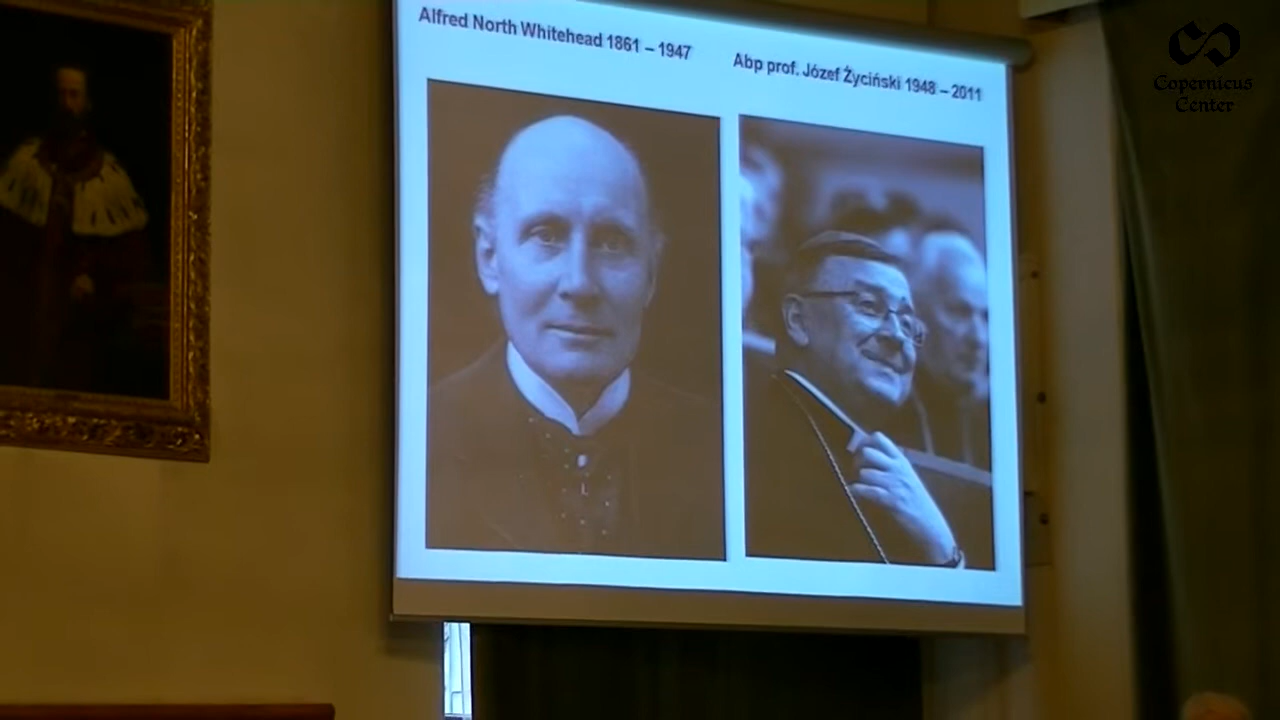 Alfred North Whitehead 1861 – 1947
Abp prof. Józef Życiński 1948 – 2011
Copernicus
Center